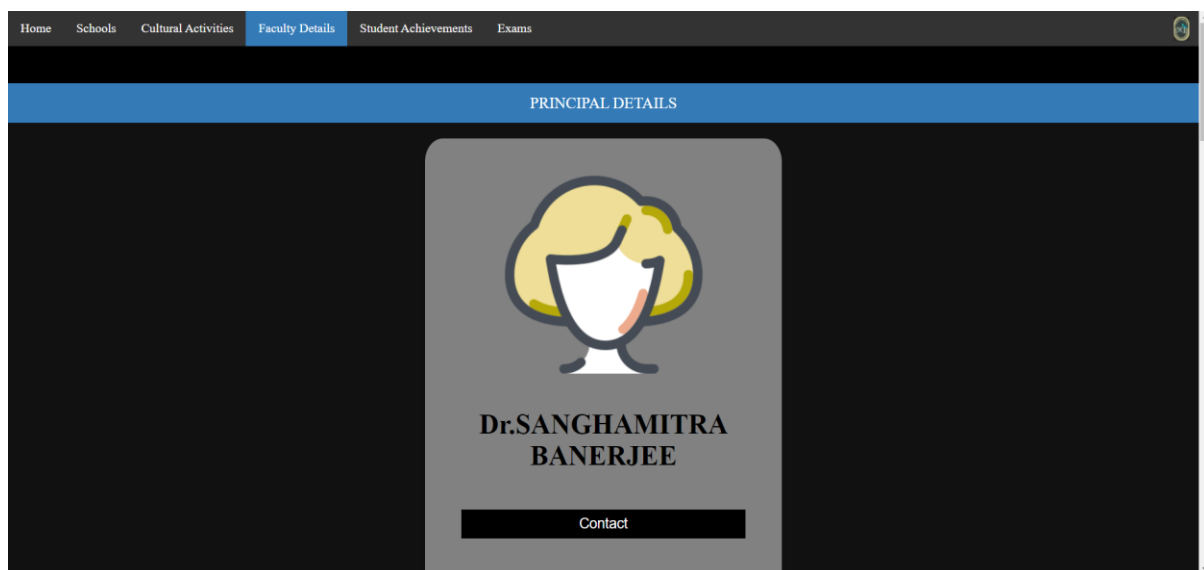 Home Schools Cultural Activities Faculty Details Student Achievements Exams
PRINCIPAL DETAILS
Dr.SANGHAMITRA
BANERJEE
Contact